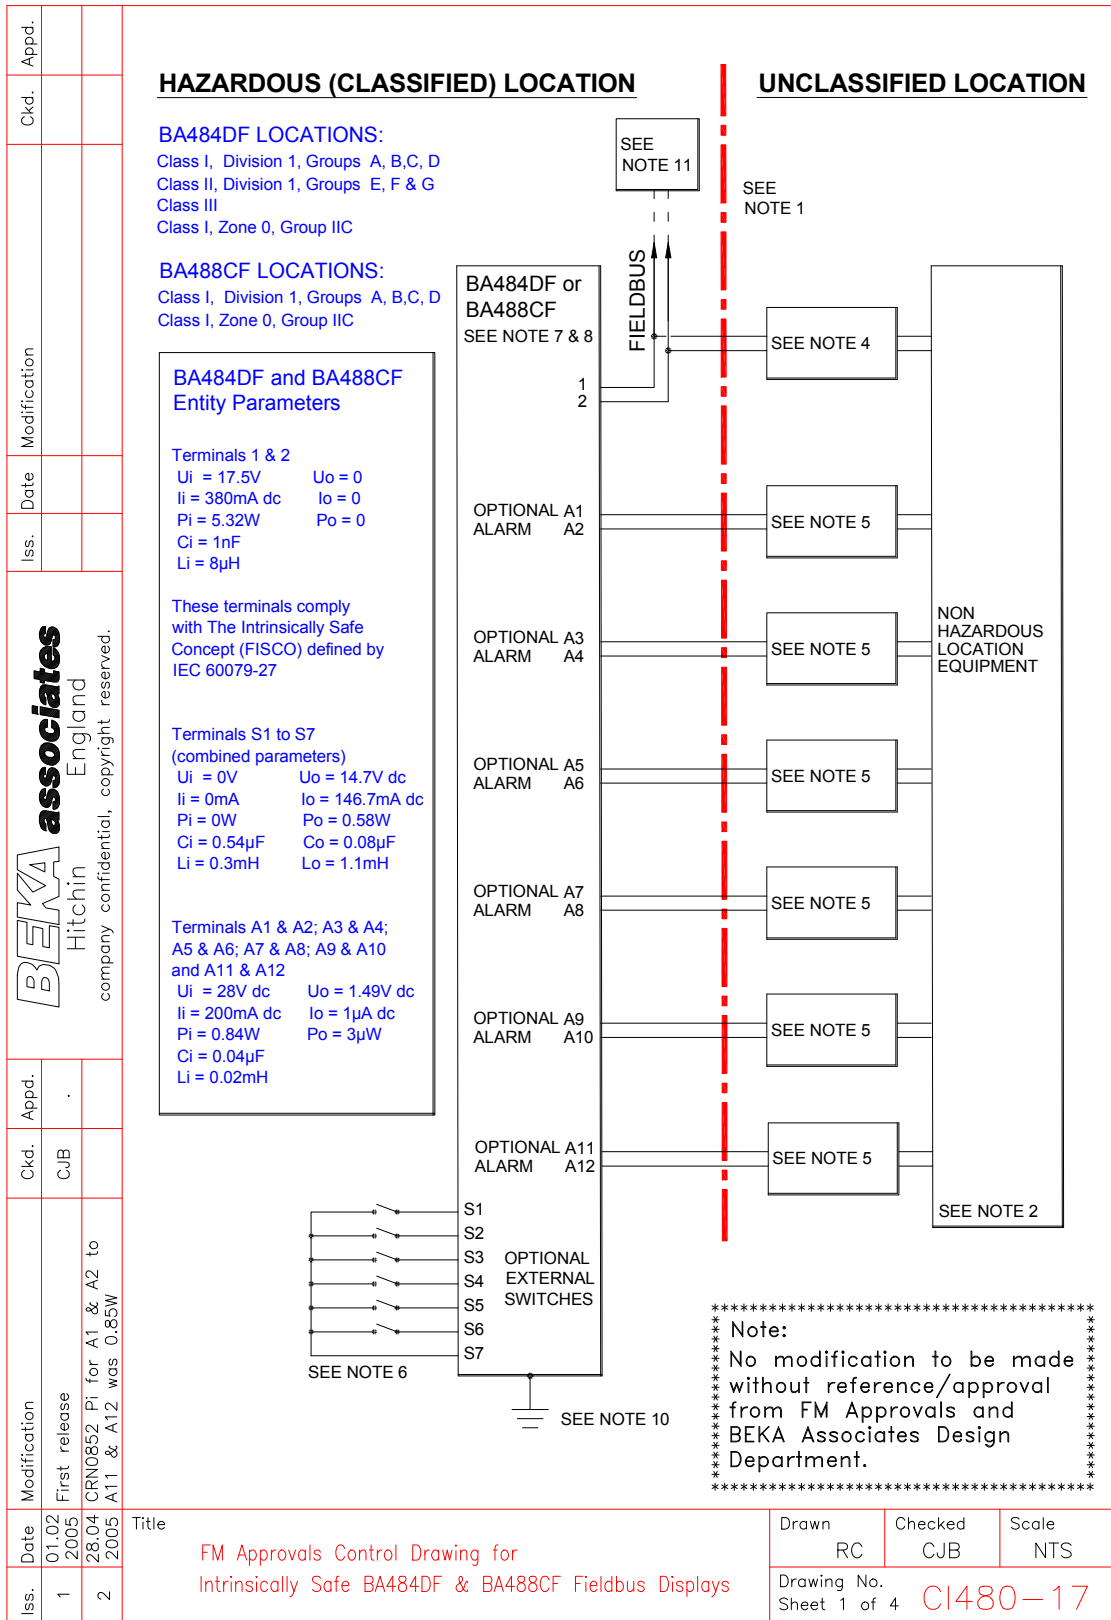 HAZARDOUS (CLASSIFIED) LOCATION
UNCLASSIFIED LOCATION
BA484DF LOCATIONS:
Class I, Division 1, Groups A, B,C, D
Class II, Division 1, Groups E, F & G
Class III
Class I, Zone 0, Group IIC
BA488CF LOCATIONS:
Class I, Division 1, Groups A, B,C, D
Class I, Zone 0, Group IIC
SEE
NOTE 11
SEE
NOTE 1
FIELDBUS
BA484DF or
BA488CF
SEE NOTE 7 & 8
1
2
SEE NOTE 4
BA484DF and BA488CF
Entity Parameters
Terminals 1 & 2
Ui = 17.5V Uo = 0
Ii = 380mA dc Io = 0
Pi = 5.32W Po = 0
Ci = 1nF
Li = 8µH
These terminals comply
with The Intrinsically Safe
Concept (FISCO) defined by
IEC 60079-27
Terminals S1 to S7
(combined parameters)
Ui = 0V Uo = 14.7V dc
Ii = 0mA Io = 146.7mA dc
Pi = 0W Po = 0.58W
Ci = 0.54µF Co = 0.08µF
Li = 0.3mH Lo = 1.1mH
Terminals A1 & A2; A3 & A4;
A5 & A6; A7 & A8; A9 & A10
and A11 & A12
Ui = 28V dc Uo = 1.49V dc
Ii = 200mA dc Io = 1µA dc
Pi = 0.84W Po = 3µW
Ci = 0.04µF
Li = 0.02mH
OPTIONAL A1
ALARM A2
SEE NOTE 5
OPTIONAL A3
ALARM A4
SEE NOTE 5
OPTIONAL A5
ALARM A6
SEE NOTE 5
OPTIONAL A7
ALARM A8
SEE NOTE 5
OPTIONAL A9
ALARM A10
SEE NOTE 5
OPTIONAL A11
ALARM A12
SEE NOTE 5
NON
HAZARDOUS
LOCATION
EQUIPMENT
SEE NOTE 2
S1
S2
S3
S4
S5
S6
S7
OPTIONAL
EXTERNAL
SWITCHES
SEE NOTE 6
SEE NOTE 10
****************************************
Note:
No modification to be made
without reference/approval
from FM Approvals and
BEKA Associates Design
Department.
****************************************
Title
FM Approvals Control Drawing for
Intrinsically Safe BA484DF & BA488CF Fieldbus Displays
Drawn
RC
Checked
CJB
Scale
NTS
Drawing No.
Sheet 1 of 4
CI480-17
Iss. Date Modification Ckd. Appd.
1 01.02 2005 First release CJB .
2 28.04 2005 CRN0852 Pi for A1 & A2 to
A11 & A12 was 0.85W
BEKA associates
Hitchin England
company confidential, copyright reserved.
Iss. Date Modification Ckd. Appd.